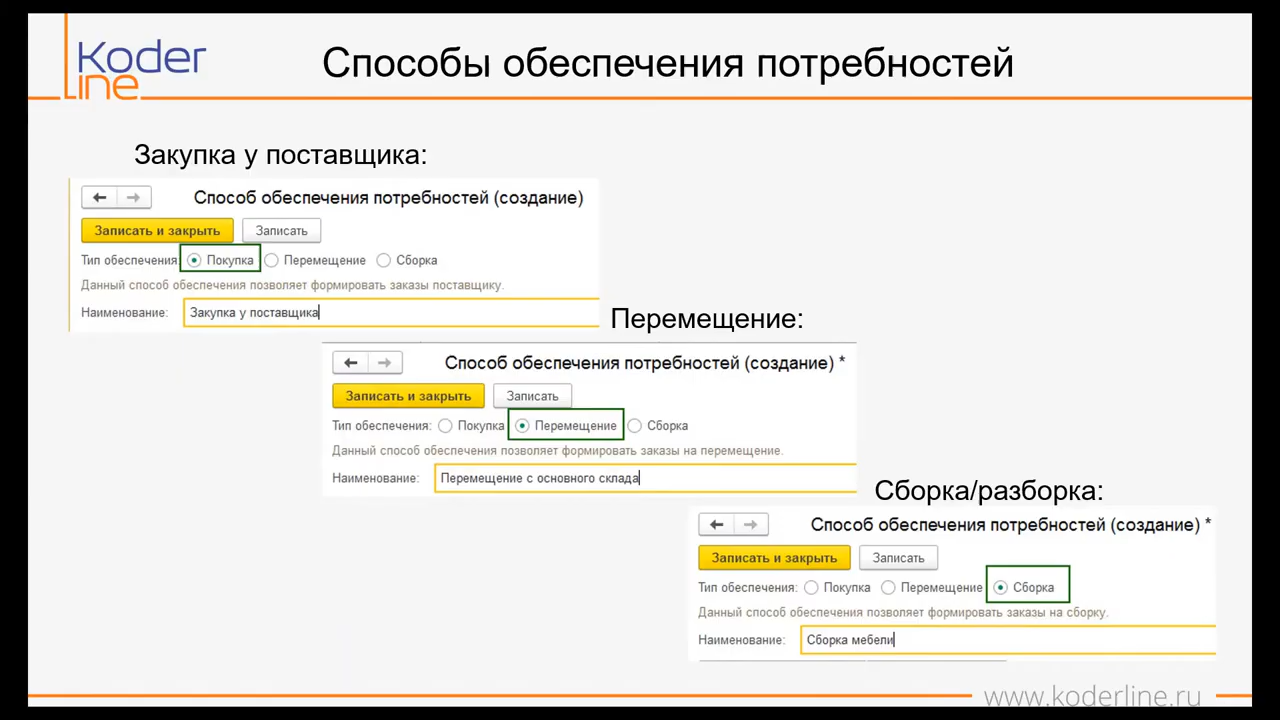 Koder
line
Способы обеспечения потребностей
Закупка у поставщика:
Способ обеспечения потребностей (создание)
Записать и закрыть Записать
Тип обеспечения: Покупка Перемещение Сборка
Данный способ обеспечения позволяет формировать заказы поставщику.
Наименование: Закупка у поставщика
Перемещение:
Способ обеспечения потребностей (создание) *
Записать и закрыть Записать
Тип обеспечения: Покупка Перемещение Сборка
Данный способ обеспечения позволяет формировать заказы на перемещение.
Наименование: Перемещение с основного склада
Сборка/разборка:
Способ обеспечения потребностей (создание) *
Записать и закрыть Записать
Тип обеспечения: Покупка Перемещение Сборка
Данный способ обеспечения позволяет формировать заказы на сборку.
Наименование: Сборка мебели
www.koderline.ru